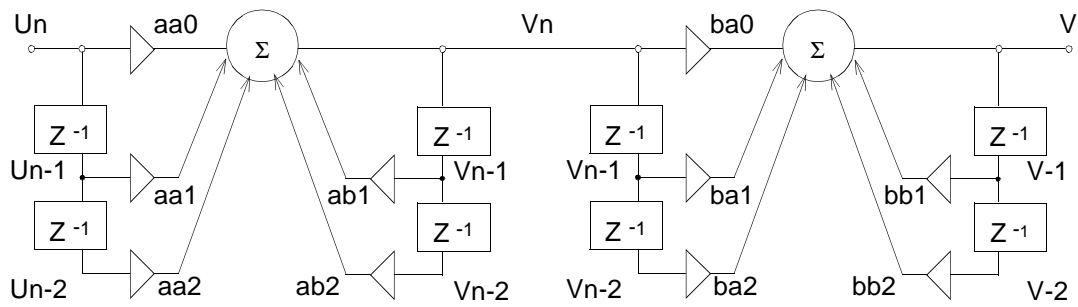 Un aa0 Vn ba0 V
Σ Σ
Z -1 Z -1 Z -1 Z -1
Un-1 Vn-1 Vn-1 V-1
aa1 ab1 ba1 bb1
Z -1 Z -1 Z -1 Z -1
Un-2 aa2 ab2 Vn-2 Vn-2 ba2 bb2 V-2